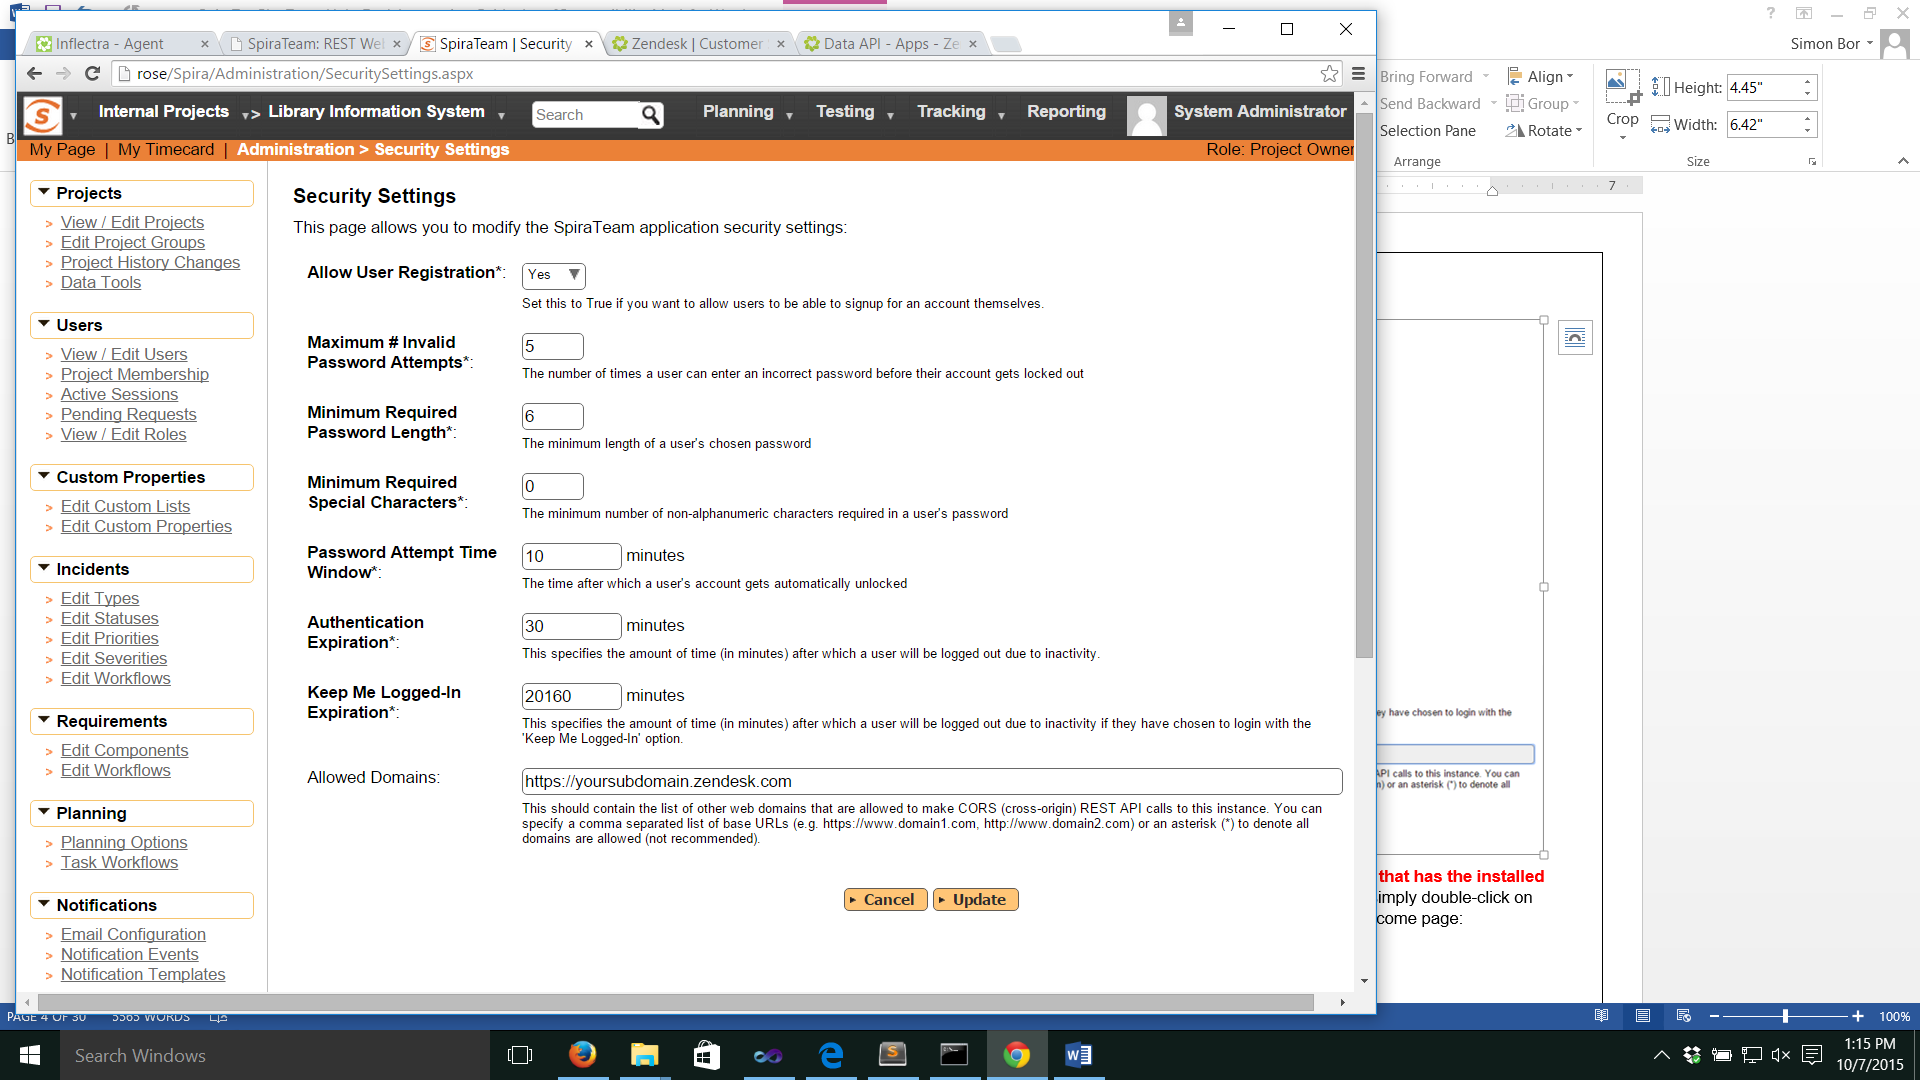 Inflectra - Agent
SpiraTeam: REST We
SpiraTeam | Security
Zendesk | Customer
Data API - Apps - Ze
rose/Spira/Administration/SecuritySettings.aspx
Internal Projects > Library Information System
Search
Planning
Testing
Tracking
Reporting
System Administrator
My Page | My Timecard | Administration > Security Settings
Role: Project Owner
Projects
> View / Edit Projects
> Edit Project Groups
> Project History Changes
> Data Tools
Users
> View / Edit Users
> Project Membership
> Active Sessions
> Pending Requests
> View / Edit Roles
Custom Properties
> Edit Custom Lists
> Edit Custom Properties
Incidents
> Edit Types
> Edit Statuses
> Edit Priorities
> Edit Severities
> Edit Workflows
Requirements
> Edit Components
> Edit Workflows
Planning
> Planning Options
> Task Workflows
Notifications
> Email Configuration
> Notification Events
> Notification Templates
Security Settings
This page allows you to modify the SpiraTeam application security settings:
Allow User Registration*:
Yes
Set this to True if you want to allow users to be able to signup for an account themselves.
Maximum # Invalid
Password Attempts*:
5
The number of times a user can enter an incorrect password before their account gets locked out
Minimum Required
Password Length*:
6
The minimum length of a user's chosen password
Minimum Required
Special Characters*:
0
The minimum number of non-alphanumeric characters required in a user's password
Password Attempt Time
Window*:
10 minutes
The time after which a user's account gets automatically unlocked
Authentication
Expiration*:
30 minutes
This specifies the amount of time (in minutes) after which a user will be logged out due to inactivity.
Keep Me Logged-In
Expiration*:
20160 minutes
This specifies the amount of time (in minutes) after which a user will be logged out due to inactivity if they have chosen to login with the
'Keep Me Logged-In' option.
Allowed Domains:
https://yoursubdomain.zendesk.com
This should contain the list of other web domains that are allowed to make CORS (cross-origin) REST API calls to this instance. You can
specify a comma separated list of base URLs (e.g. https://www.domain1.com, http://www.domain2.com) or an asterisk (*) to denote all
domains are allowed (not recommended).
Cancel
Update
Simon Bor
Bring Forward
Send Backward
Selection Pane
Align
Group
Rotate
Arrange
Crop
Height: 4.45"
Width: 6.42"
Size
7
ey have chosen to login with the
API calls to this instance. You can
) or an asterisk (*) to denote all
that has the installed
imply double-click on
come page:
PAGE 4 OF 30
5565 WORDS
100%
Search Windows
1:15 PM
10/7/2015